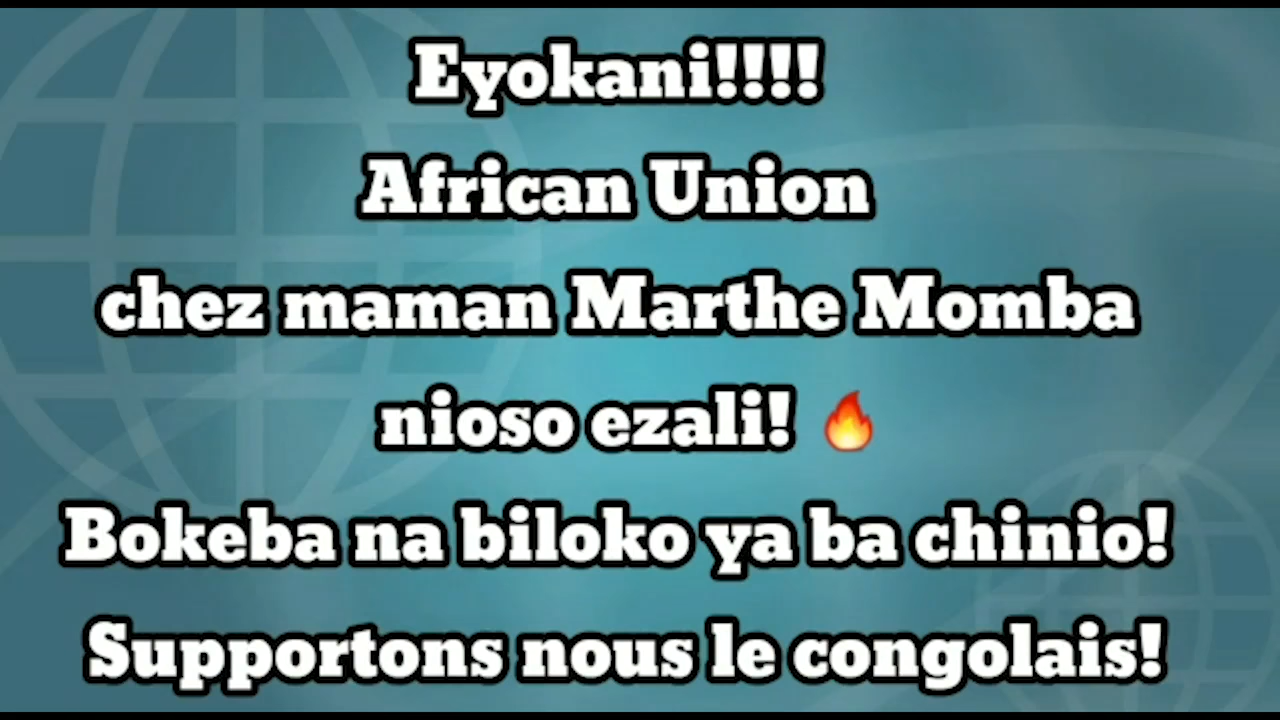 Eyokani!!!!
African Union
chez maman Marthe Momba
nioso ezali! 🔥
Bokeba na biloko ya ba chinio!
Supportons nous le congolais!